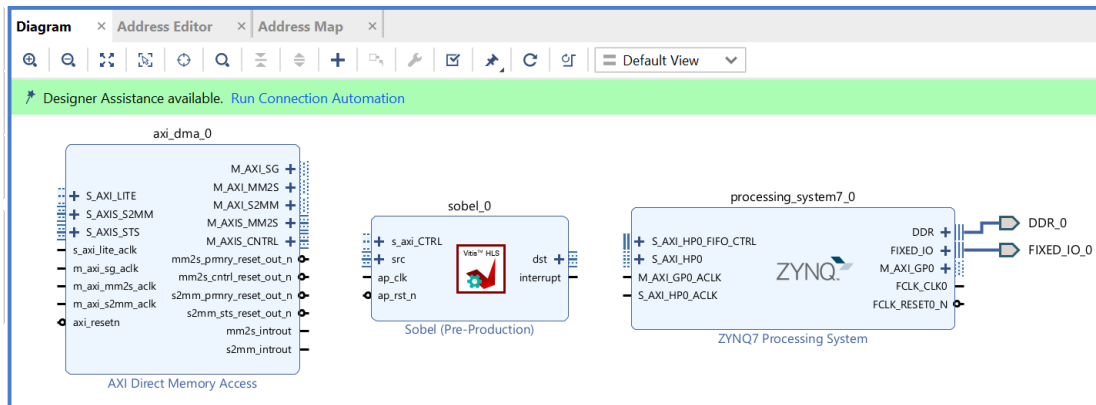 Diagram × Address Editor × Address Map ×
Default View
Designer Assistance available. Run Connection Automation
axi_dma_0
M_AXI_SG
M_AXI_MM2S
S_AXI_LITE
M_AXI_S2MM
S_AXIS_S2MM
M_AXIS_MM2S
S_AXIS_STS
M_AXIS_CNTRL
s_axi_lite_aclk
mm2s_prmry_reset_out_n
m_axi_sg_aclk
mm2s_cntrl_reset_out_n
m_axi_mm2s_aclk
s2mm_prmry_reset_out_n
m_axi_s2mm_aclk
s2mm_sts_reset_out_n
axi_resetn
mm2s_introut
s2mm_introut
AXI Direct Memory Access
sobel_0
s_axi_CTRL
src
dst
ap_clk
interrupt
ap_rst_n
Vitis™ HLS
Sobel (Pre-Production)
processing_system7_0
DDR
S_AXI_HP0_FIFO_CTRL
FIXED_IO
S_AXI_HP0
M_AXI_GP0
M_AXI_GP0_ACLK
FCLK_CLK0
S_AXI_HP0_ACLK
FCLK_RESET0_N
ZYNQ
ZYNQ7 Processing System
DDR_0
FIXED_IO_0